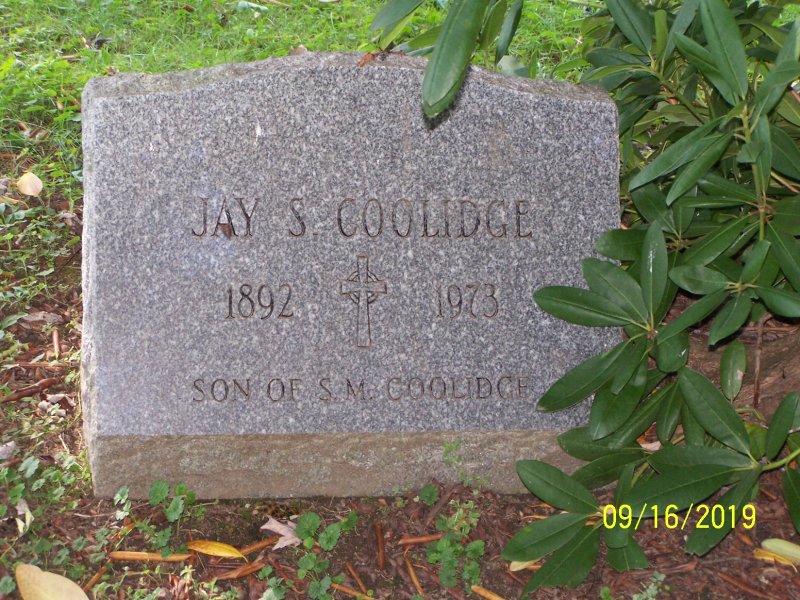 JAY S. COOLIDGE
1892 1973
SON OF S.M. COOLIDGE
09/16/2019